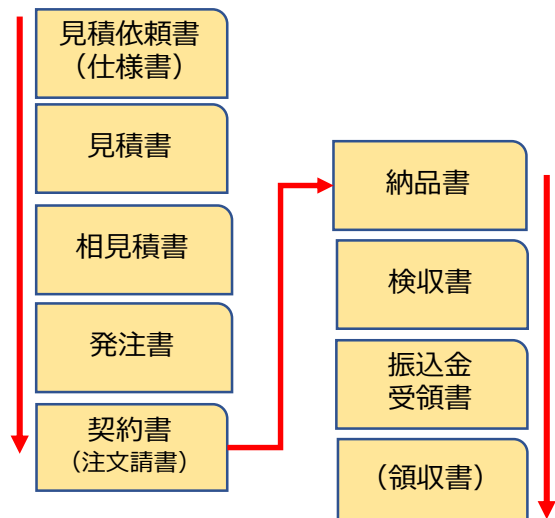 見積依頼書
（仕様書）
見積書
相見積書
発注書
契約書
（注文請書）
納品書
検収書
振込金
受領書
（領収書）